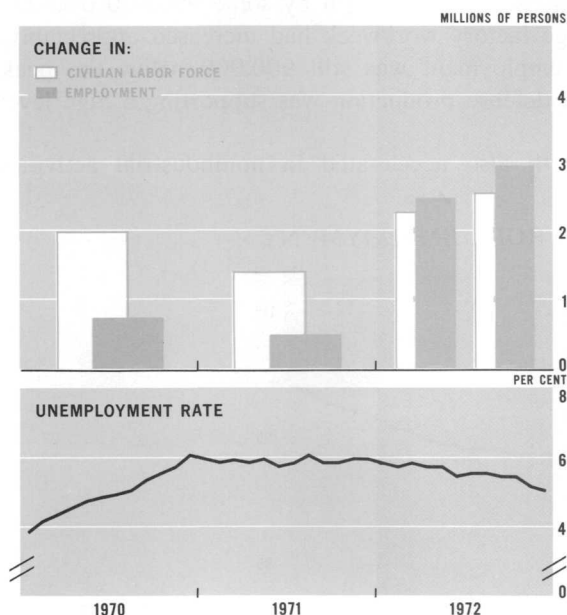 MILLIONS OF PERSONS
CHANGE IN:
CIVILIAN LABOR FORCE
EMPLOYMENT
4
3
2
1
0
PER CENT
8
UNEMPLOYMENT RATE
6
4
0
1970 1971 1972